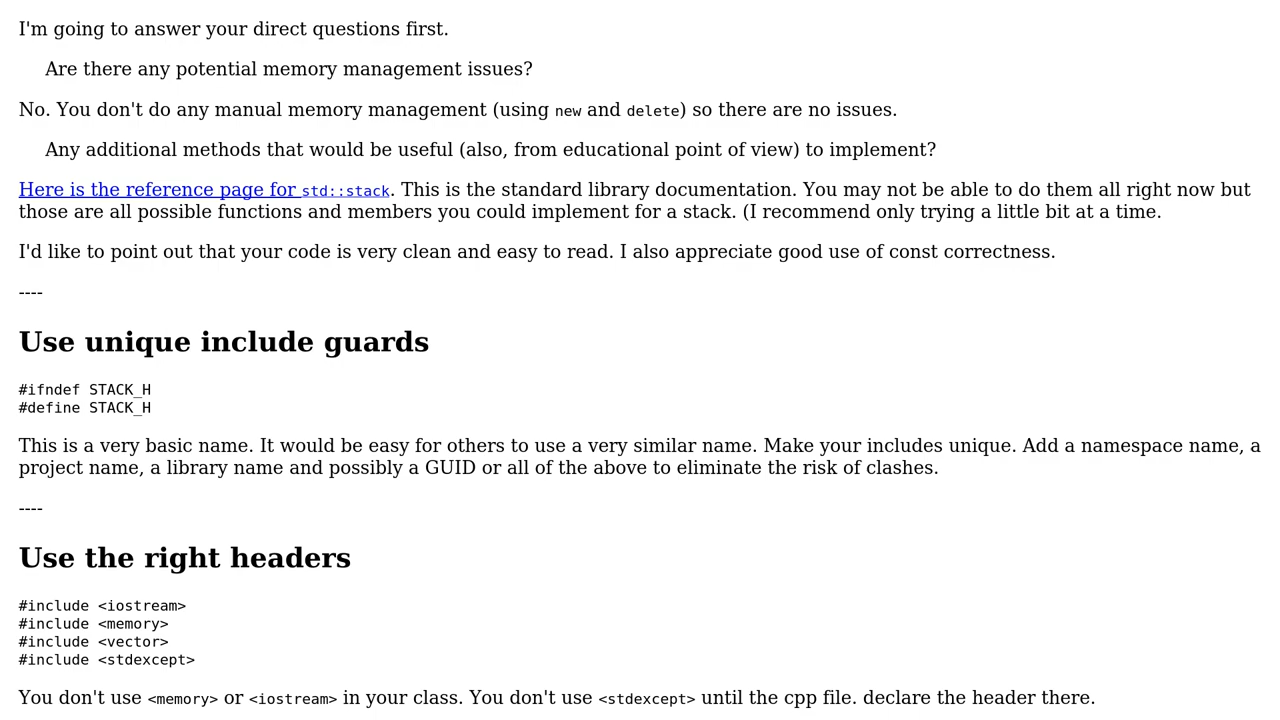 I'm going to answer your direct questions first.
Are there any potential memory management issues?
No. You don't do any manual memory management (using new and delete) so there are no issues.
Any additional methods that would be useful (also, from educational point of view) to implement?
Here is the reference page for std::stack. This is the standard library documentation. You may not be able to do them all right now but
those are all possible functions and members you could implement for a stack. (I recommend only trying a little bit at a time.
I'd like to point out that your code is very clean and easy to read. I also appreciate good use of const correctness.
----
Use unique include guards
#ifndef STACK_H
#define STACK_H
This is a very basic name. It would be easy for others to use a very similar name. Make your includes unique. Add a namespace name, a
project name, a library name and possibly a GUID or all of the above to eliminate the risk of clashes.
----
Use the right headers
#include <iostream>
#include <memory>
#include <vector>
#include <stdexcept>
You don't use <memory> or <iostream> in your class. You don't use <stdexcept> until the cpp file. declare the header there.